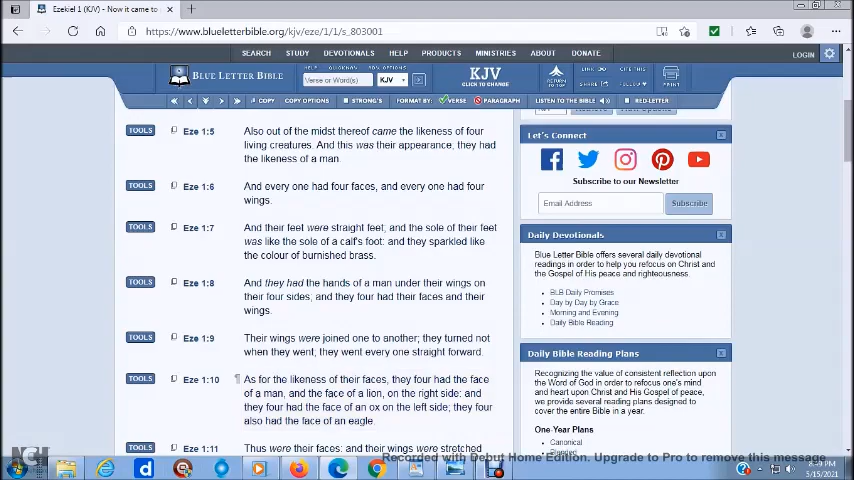 Ezekiel 1 (KJV) - Now it came to
https://www.blueletterbible.org/kjv/eze/1/1/s_803001
SEARCH STUDY DEVOTIONALS HELP PRODUCTS MINISTRIES ABOUT DONATE
LOGIN
BLUE LETTER BIBLE
HELP QUICKNAV ADV. OPTIONS
Verse or Word(s) KJV
KJV
CLICK TO CHANGE
RETURN TO TOP
LINK CITE THIS
SHARE FOLLOW
PRINT
COPY COPY OPTIONS STRONG'S FORMAT BY: VERSE PARAGRAPH LISTEN TO THE BIBLE RED-LETTER
TOOLS Eze 1:5 Also out of the midst thereof came the likeness of four
living creatures. And this was their appearance; they had
the likeness of a man.
TOOLS Eze 1:6 And every one had four faces, and every one had four
wings.
TOOLS Eze 1:7 And their feet were straight feet; and the sole of their feet
was like the sole of a calf's foot: and they sparkled like
the colour of burnished brass.
TOOLS Eze 1:8 And they had the hands of a man under their wings on
their four sides; and they four had their faces and their
wings.
TOOLS Eze 1:9 Their wings were joined one to another; they turned not
when they went; they went every one straight forward.
TOOLS Eze 1:10 ¶ As for the likeness of their faces, they four had the face
of a man, and the face of a lion, on the right side: and
they four had the face of an ox on the left side; they four
also had the face of an eagle.
TOOLS Eze 1:11 Thus were their faces: and their wings were stretched
Let's Connect
Subscribe to our Newsletter
Email Address Subscribe
Daily Devotionals
Blue Letter Bible offers several daily devotional
readings in order to help you refocus on Christ and
the Gospel of His peace and righteousness.
BLB Daily Promises
Day by Day by Grace
Morning and Evening
Daily Bible Reading
Daily Bible Reading Plans
Recognizing the value of consistent reflection upon
the Word of God in order to refocus one's mind
and heart upon Christ and His Gospel of peace,
we provide several reading plans designed to
cover the entire Bible in a year.
One-Year Plans
Canonical
Recorded with Debut Home Edition. Upgrade to Pro to remove this message
NCH
5/15/2021